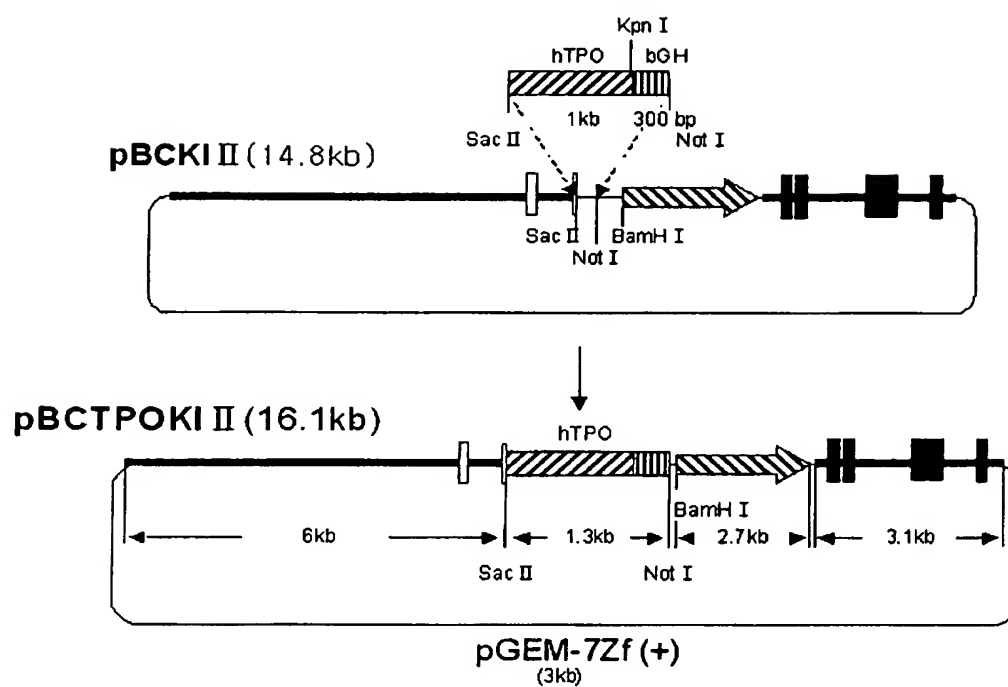 Kpn I
hTPO
bGH
1kb
300 bp
Sac II
Not I
pBCKI II (14.8kb)
Sac II
BamH I
Not I
pBCTPOKI II (16.1kb)
hTPO
BamH I
6kb
1.3kb
2.7kb
3.1kb
Sac II
Not I
pGEM-7Zf (+)
(3kb)